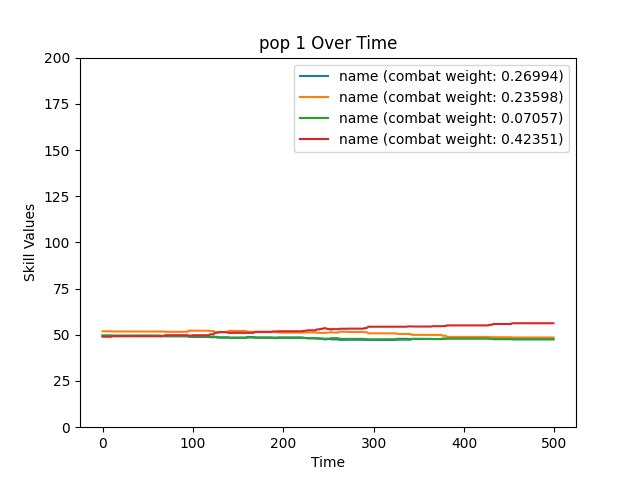 pop 1 Over Time
name (combat weight: 0.26994)
name (combat weight: 0.23598)
name (combat weight: 0.07057)
name (combat weight: 0.42351)
Skill Values
200
175
150
125
100
75
50
25
0
0 100 200 300 400 500
Time